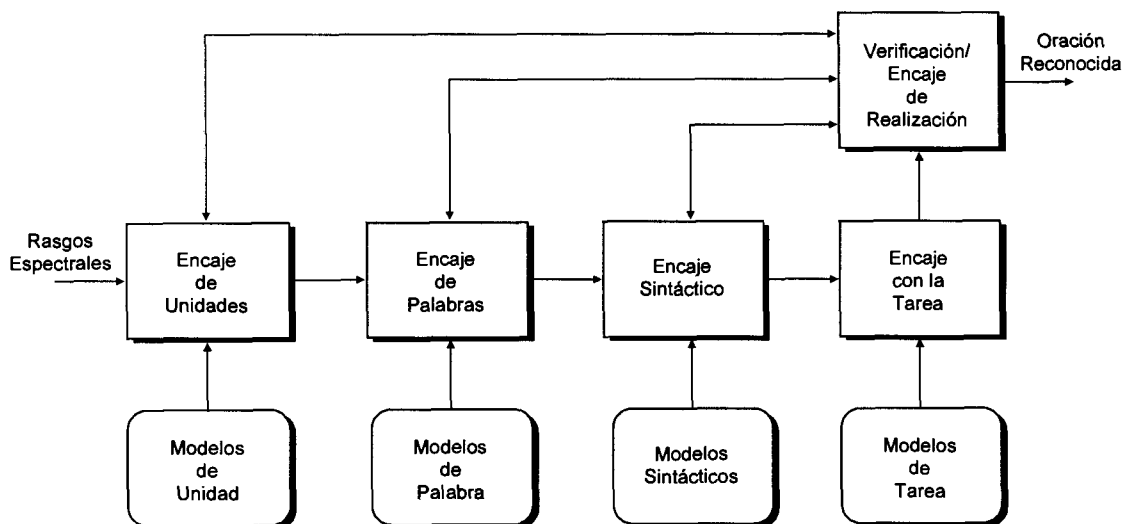 Verificación/
Encaje
de
Realización
Oración
Reconocida
Rasgos
Espectrales
Encaje
de
Unidades
Encaje
de
Palabras
Encaje
Sintáctico
Encaje
con la
Tarea
Modelos
de
Unidad
Modelos
de
Palabra
Modelos
Sintácticos
Modelos
de
Tarea